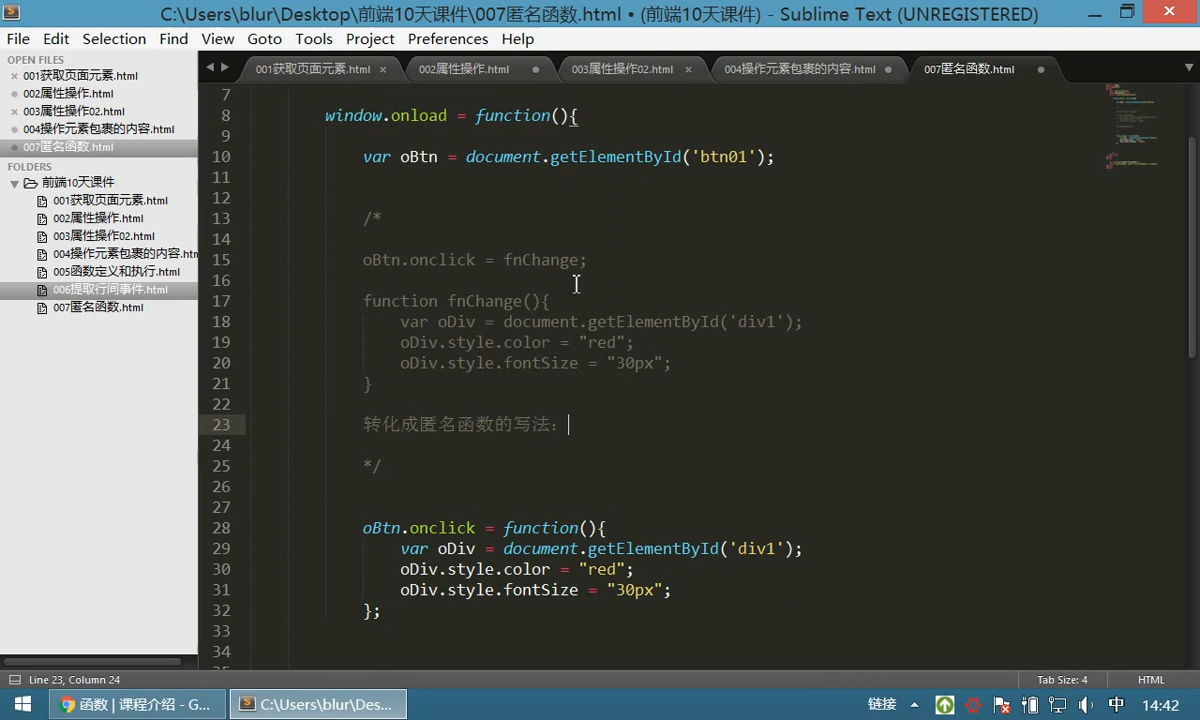 C:\Users\blur\Desktop\前端10天课件\007匿名函数.html • (前端10天课件) - Sublime Text (UNREGISTERED)
File Edit Selection Find View Goto Tools Project Preferences Help
OPEN FILES
001获取页面元素.html
002属性操作.html
003属性操作02.html
004操作元素包裹的内容.html
007匿名函数.html
FOLDERS
前端10天课件
001获取页面元素.html
002属性操作.html
003属性操作02.html
004操作元素包裹的内容.htm
005函数定义和执行.html
006提取行间事件.html
007匿名函数.html
001获取页面元素.html 002属性操作.html 003属性操作02.html 004操作元素包裹的内容.html 007匿名函数.html
7
8 window.onload = function(){
9
10 var oBtn = document.getElementById('btn01');
11
12
13 /*
14
15 oBtn.onclick = fnChange;
16
17 function fnChange(){
18 var oDiv = document.getElementById('div1');
19 oDiv.style.color = "red";
20 oDiv.style.fontSize = "30px";
21 }
22
23 转化成匿名函数的写法：
24
25 */
26
27
28 oBtn.onclick = function(){
29 var oDiv = document.getElementById('div1');
30 oDiv.style.color = "red";
31 oDiv.style.fontSize = "30px";
32 };
33
34
Line 23, Column 24 Tab Size: 4 HTML
函数 | 课程介绍 - G... C:\Users\blur\Des... 链接 中 14:42